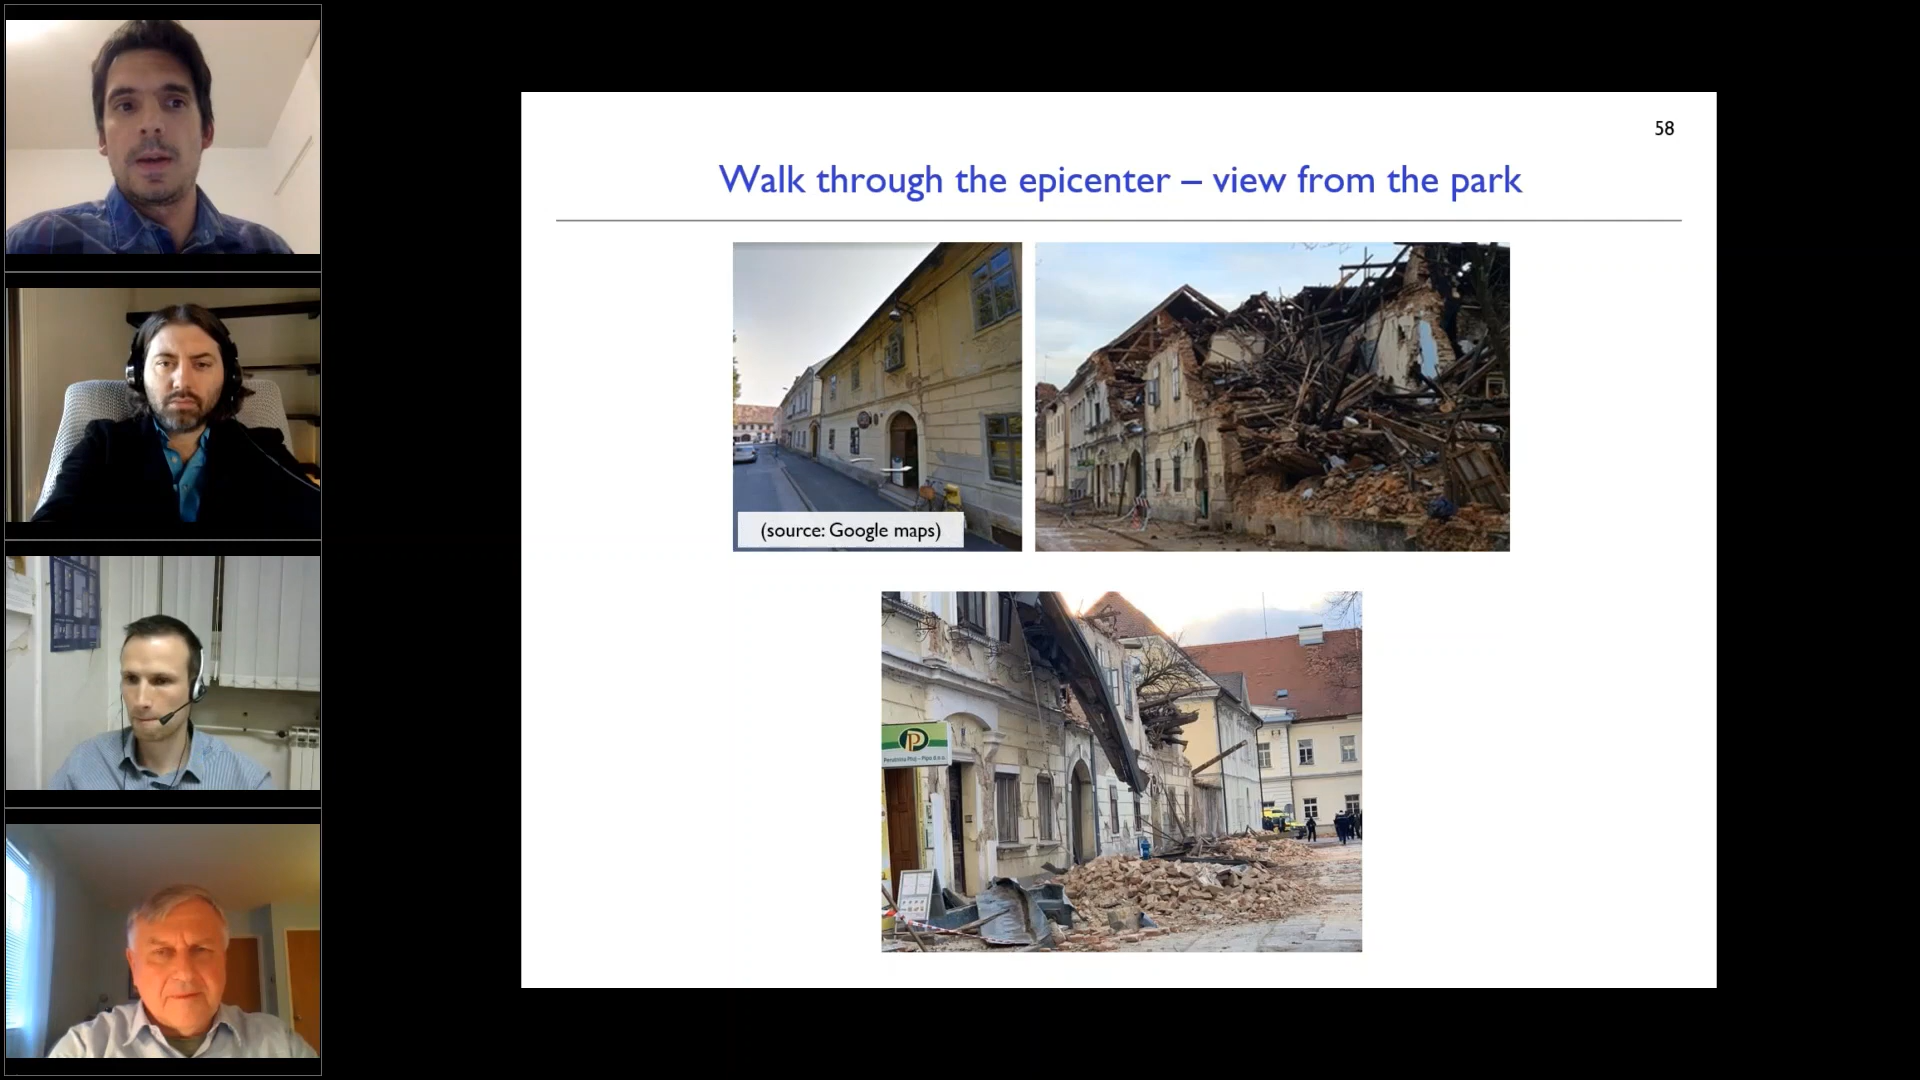 58
Walk through the epicenter – view from the park
(source: Google maps)
P